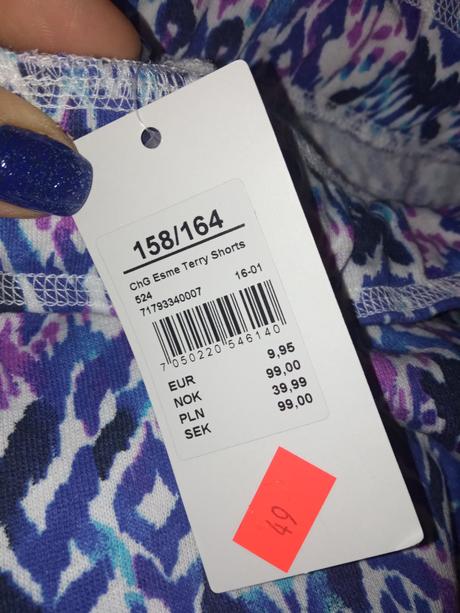 158/164
ChG Esme Terry Shorts
524 16-01
71793340007
7 050220 546140
EUR 9,95
NOK 99,00
PLN 39,99
SEK 99,00
49